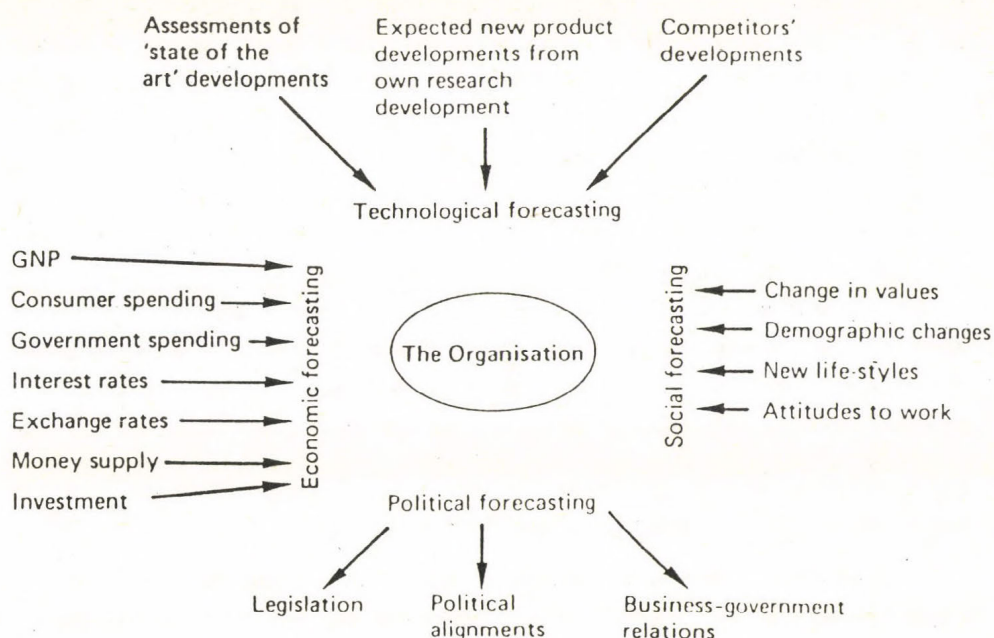 Assessments of
'state of the
art' developments
Expected new product
developments from
own research
development
Competitors'
developments
Technological forecasting
GNP
Consumer spending
Government spending
Interest rates
Exchange rates
Money supply
Investment
Economic forecasting
The Organisation
Social forecasting
Change in values
Demographic changes
New life-styles
Attitudes to work
Political forecasting
Legislation
Political
alignments
Business-government
relations